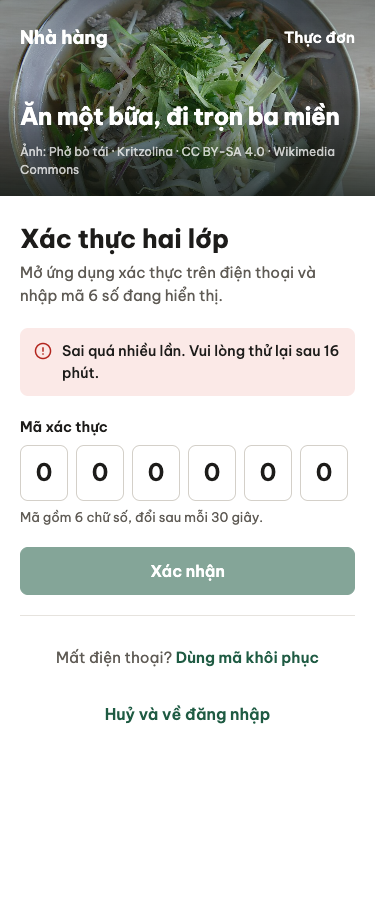 Nhà hàng
Thực đơn
Ăn một bữa, đi trọn ba miền
Ảnh: Phở bò tái · Kritzolina · CC BY-SA 4.0 · Wikimedia
Commons
Xác thực hai lớp
Mở ứng dụng xác thực trên điện thoại và
nhập mã 6 số đang hiển thị.
Sai quá nhiều lần. Vui lòng thử lại sau 16
phút.
Mã xác thực
0 0 0 0 0 0
Mã gồm 6 chữ số, đổi sau mỗi 30 giây.
Xác nhận
Mất điện thoại? Dùng mã khôi phục
Huỷ và về đăng nhập